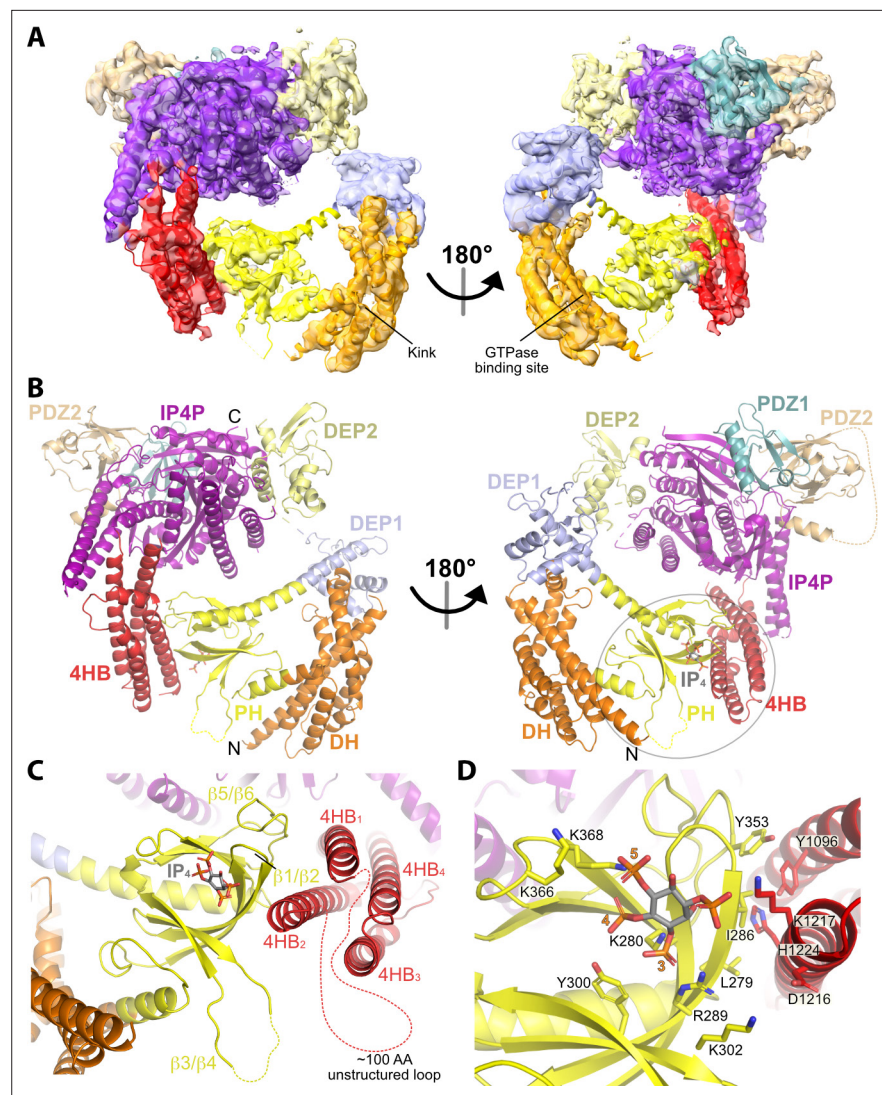 A
180°
Kink
GTPase
binding site
B
PDZ2
IP4P
C
DEP2
DEP1
4HB
PH
DH
N
180°
DEP2
PDZ1
PDZ2
DEP1
IP4P
IP4
4HB
PH
DH
N
C
β5/β6
IP4
β1/β2
4HB1
4HB4
4HB2
4HB3
β3/β4
~100 AA
unstructured loop
D
K368
5
Y353
Y1096
K366
4
K1217
K280
I286
H1224
3
Y300
L279
D1216
R289
K302